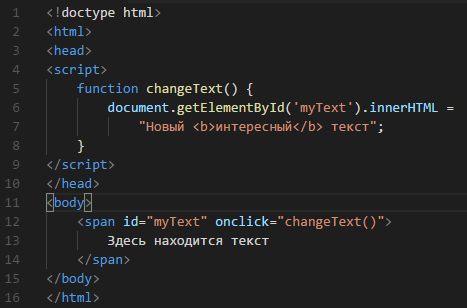 1 <!doctype html>
2 <html>
3 <head>
4 <script>
5     function changeText() {
6         document.getElementById('myText').innerHTML =
7             "Новый <b>интересный</b> текст";
8     }
9 </script>
10 </head>
11 <body>
12     <span id="myText" onclick="changeText()">
13         Здесь находится текст
14     </span>
15 </body>
16 </html>